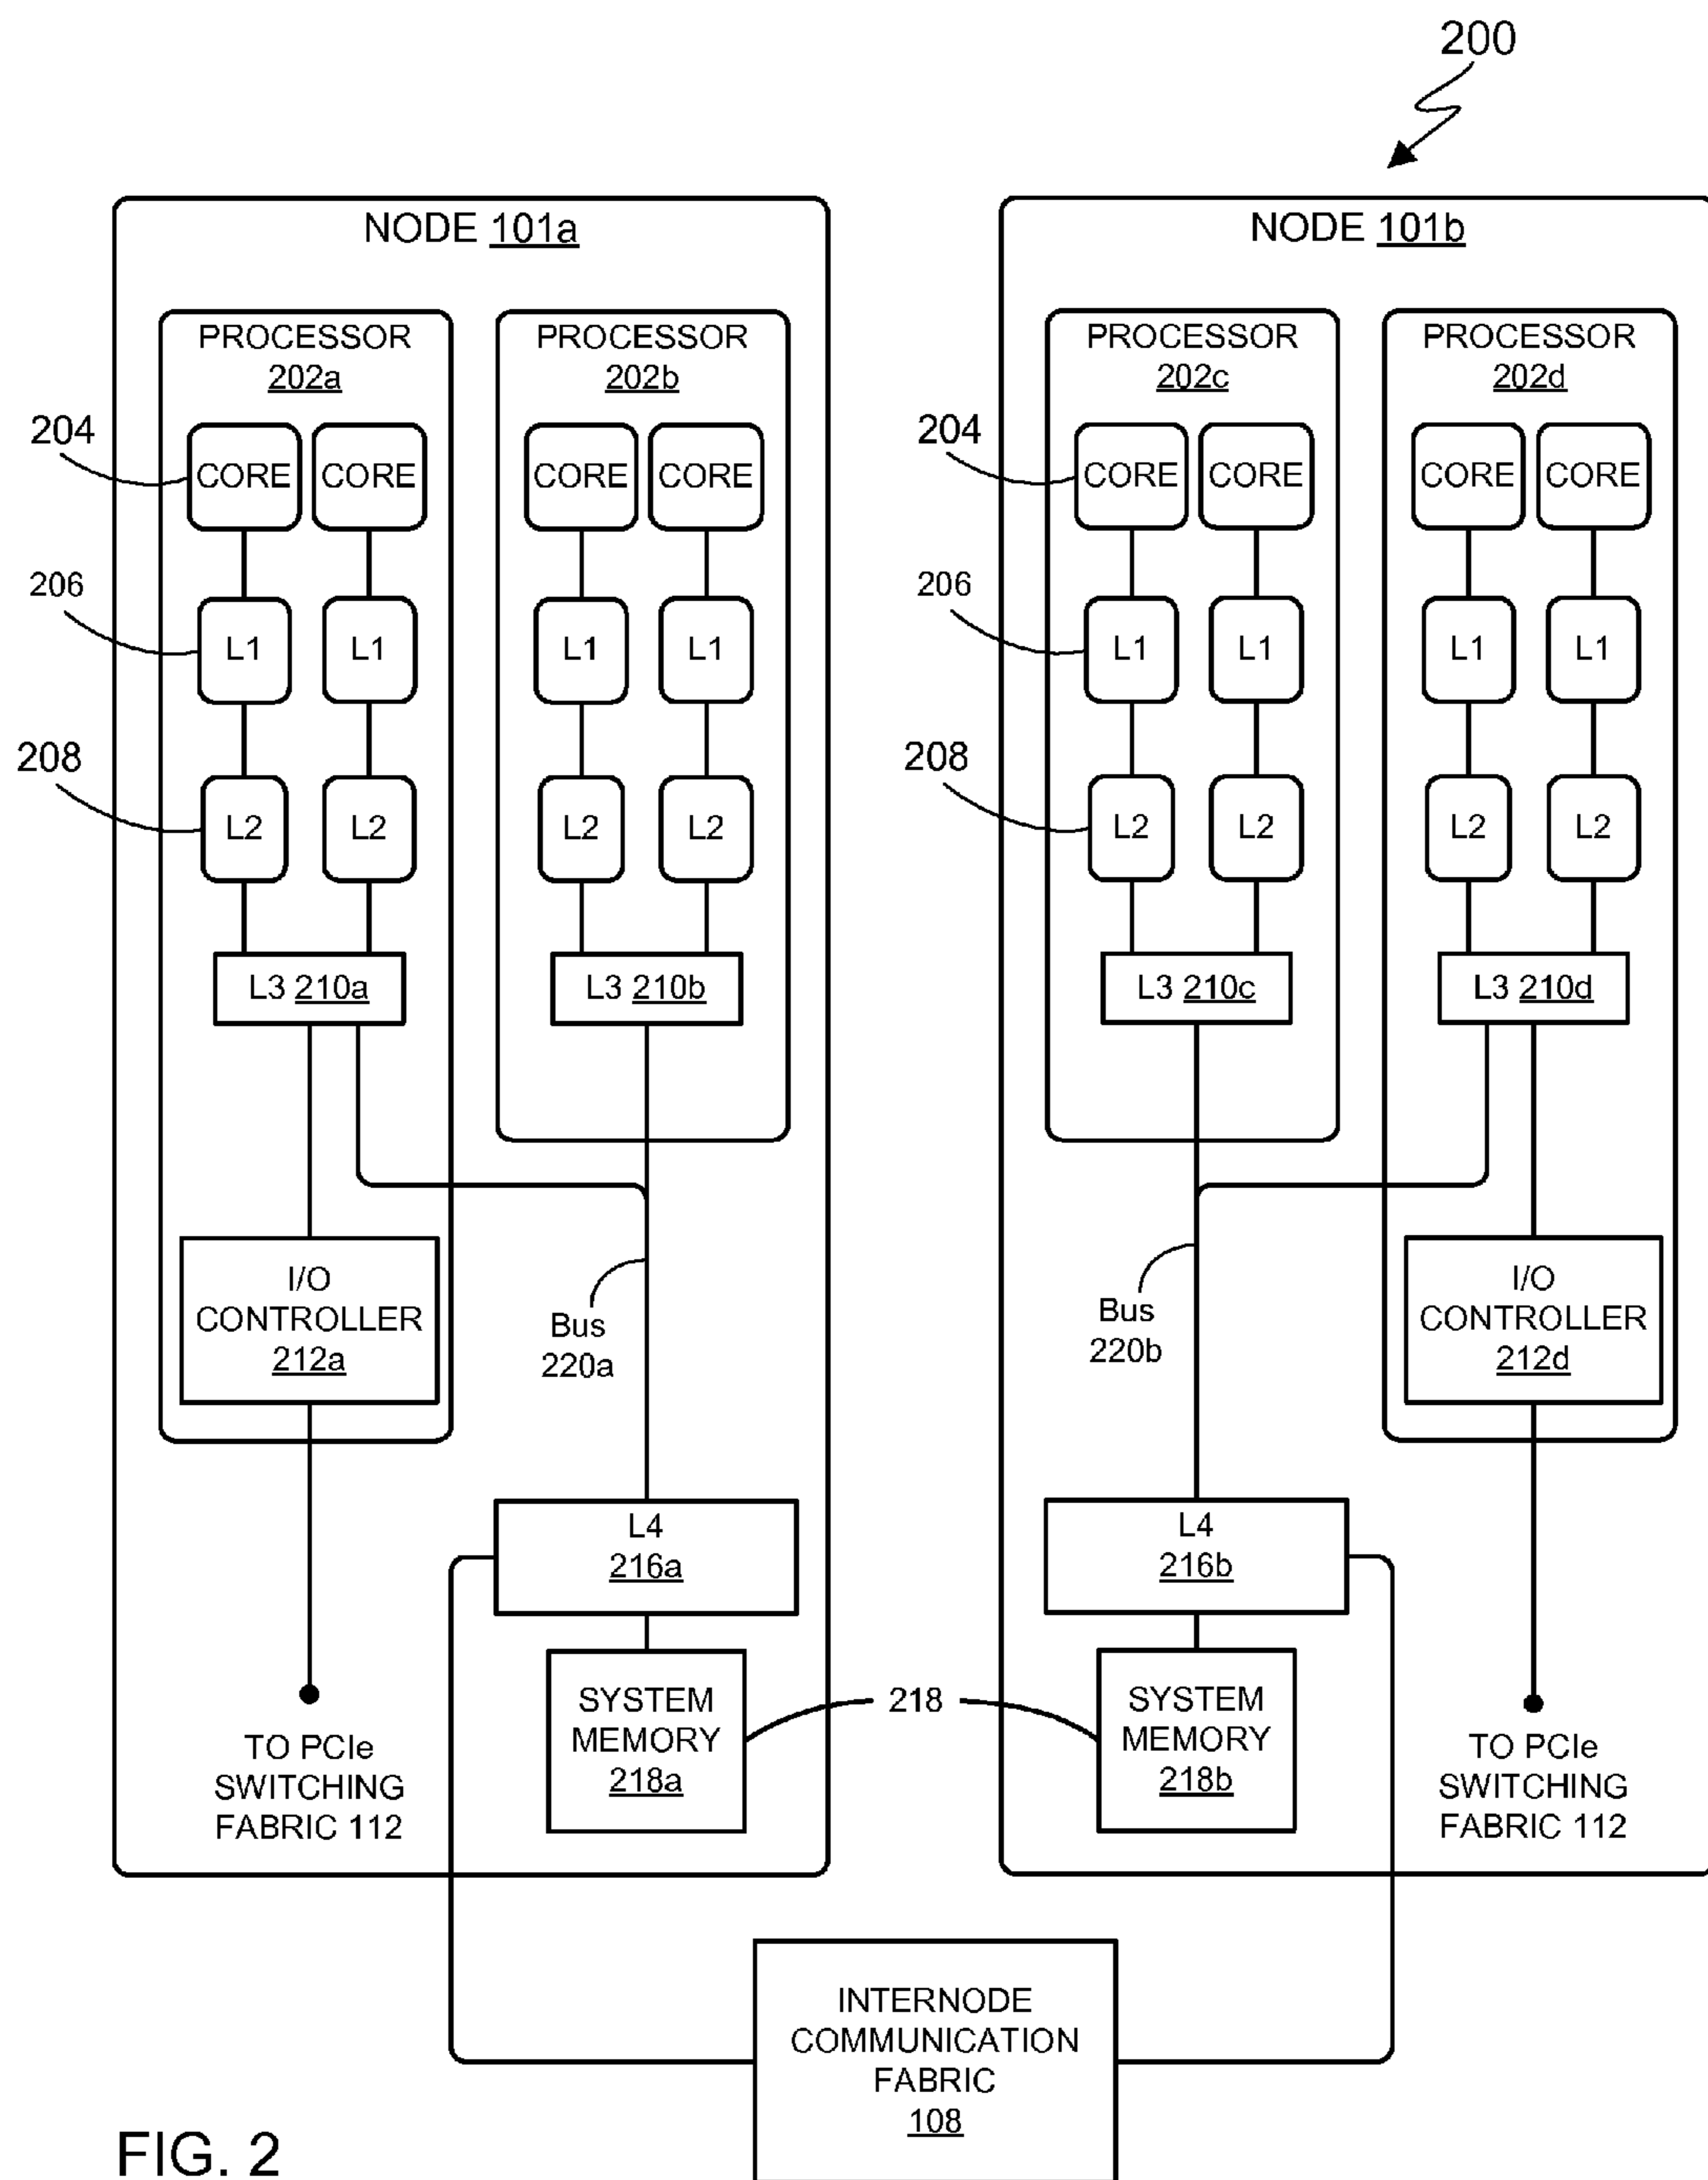 200
NODE 101a
PROCESSOR
202a
PROCESSOR
202b
204
CORE
CORE
CORE
CORE
206
L1
L1
L1
L1
208
L2
L2
L2
L2
L3 210a
L3 210b
I/O
CONTROLLER
212a
Bus
220a
L4
216a
SYSTEM
MEMORY
218a
TO PCIe
SWITCHING
FABRIC 112
218
NODE 101b
PROCESSOR
202c
PROCESSOR
202d
204
CORE
CORE
CORE
CORE
206
L1
L1
L1
L1
208
L2
L2
L2
L2
L3 210c
L3 210d
Bus
220b
I/O
CONTROLLER
212d
L4
216b
SYSTEM
MEMORY
218b
TO PCIe
SWITCHING
FABRIC 112
INTERNODE
COMMUNICATION
FABRIC
108
FIG. 2